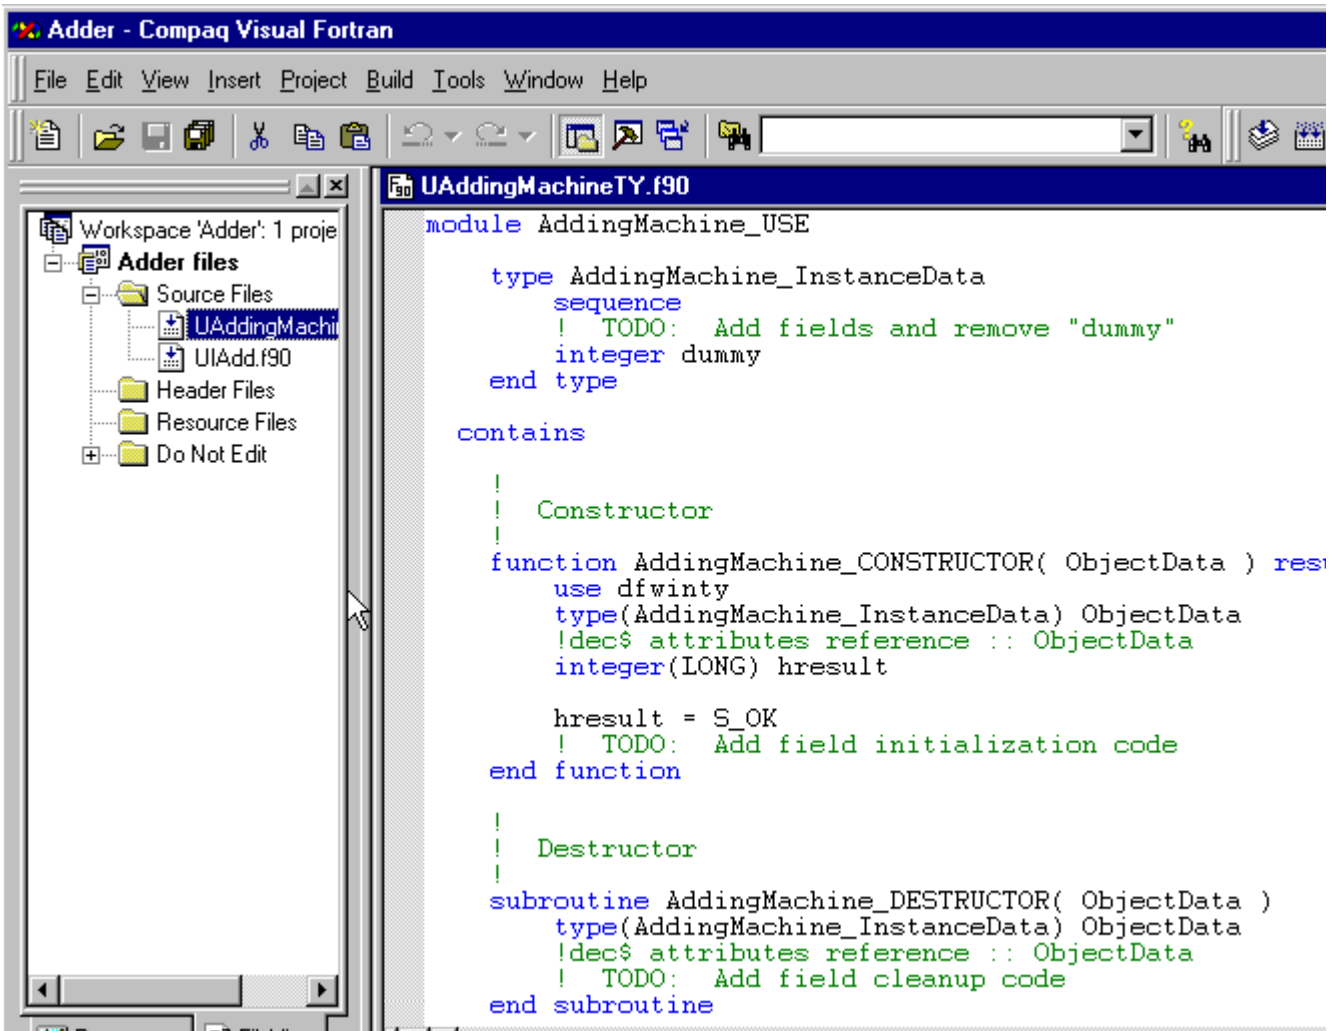 Adder - Compaq Visual Fortran
File Edit View Insert Project Build Tools Window Help
UAddingMachineTY.f90
Workspace 'Adder': 1 proje
Adder files
Source Files
UAddingMachi
UIAdd.f90
Header Files
Resource Files
Do Not Edit
module AddingMachine_USE
type AddingMachine_InstanceData
sequence
! TODO: Add fields and remove "dummy"
integer dummy
end type
contains
!
! Constructor
!
function AddingMachine_CONSTRUCTOR( ObjectData ) resu
use dfwinty
type(AddingMachine_InstanceData) ObjectData
!dec$ attributes reference :: ObjectData
integer(LONG) hresult
hresult = S_OK
! TODO: Add field initialization code
end function
!
! Destructor
!
subroutine AddingMachine_DESTRUCTOR( ObjectData )
type(AddingMachine_InstanceData) ObjectData
!dec$ attributes reference :: ObjectData
! TODO: Add field cleanup code
end subroutine